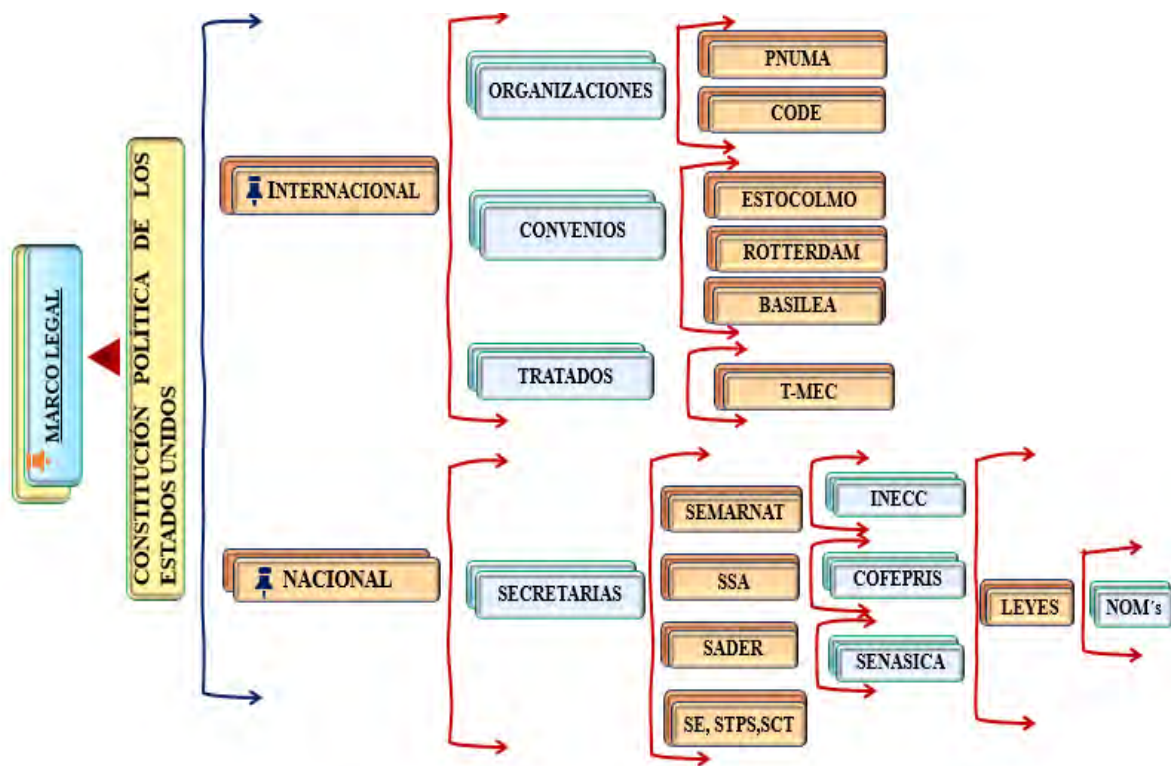 MARCO LEGAL
CONSTITUCION POLÍTICA DE LOS
ESTADOS UNIDOS
INTERNACIONAL
ORGANIZACIONES
PNUMA
CODE
CONVENIOS
ESTOCOLMO
ROTTERDAM
BASILEA
TRATADOS
T-MEC
NACIONAL
SECRETARIAS
SEMARNAT
SSA
SADER
SE, STPS,SCT
INECC
COFEPRIS
SENASICA
LEYES
NOM´s